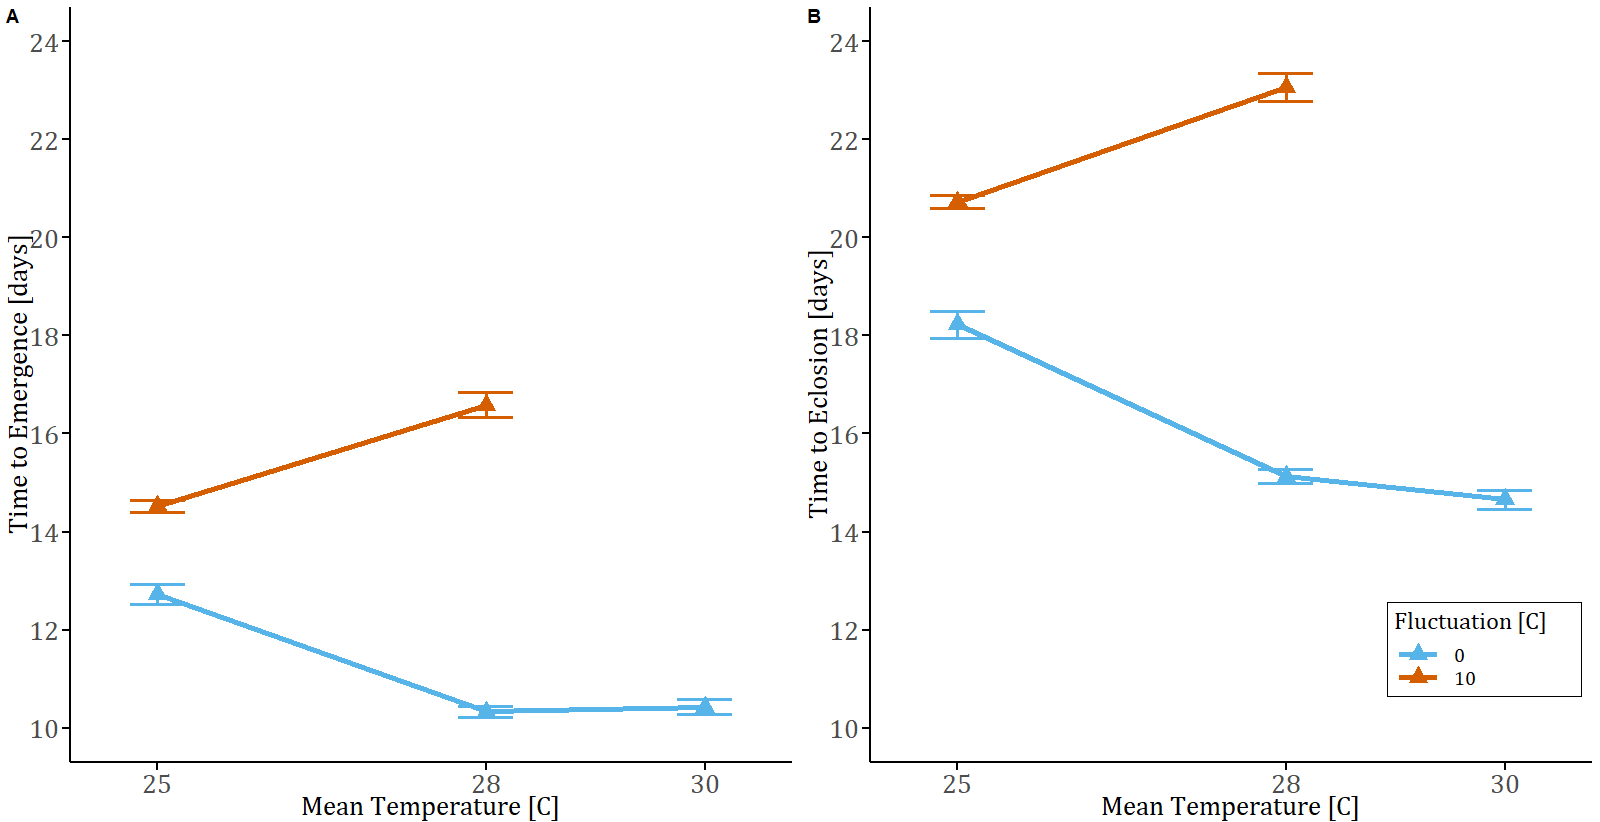 A
Time to Emergence [days]
24
22
20
18
16
14
12
10
25 28 30
Mean Temperature [C]
B
Time to Eclosion [days]
24
22
20
18
16
14
12
10
25 28 30
Mean Temperature [C]
Fluctuation [C]
0
10